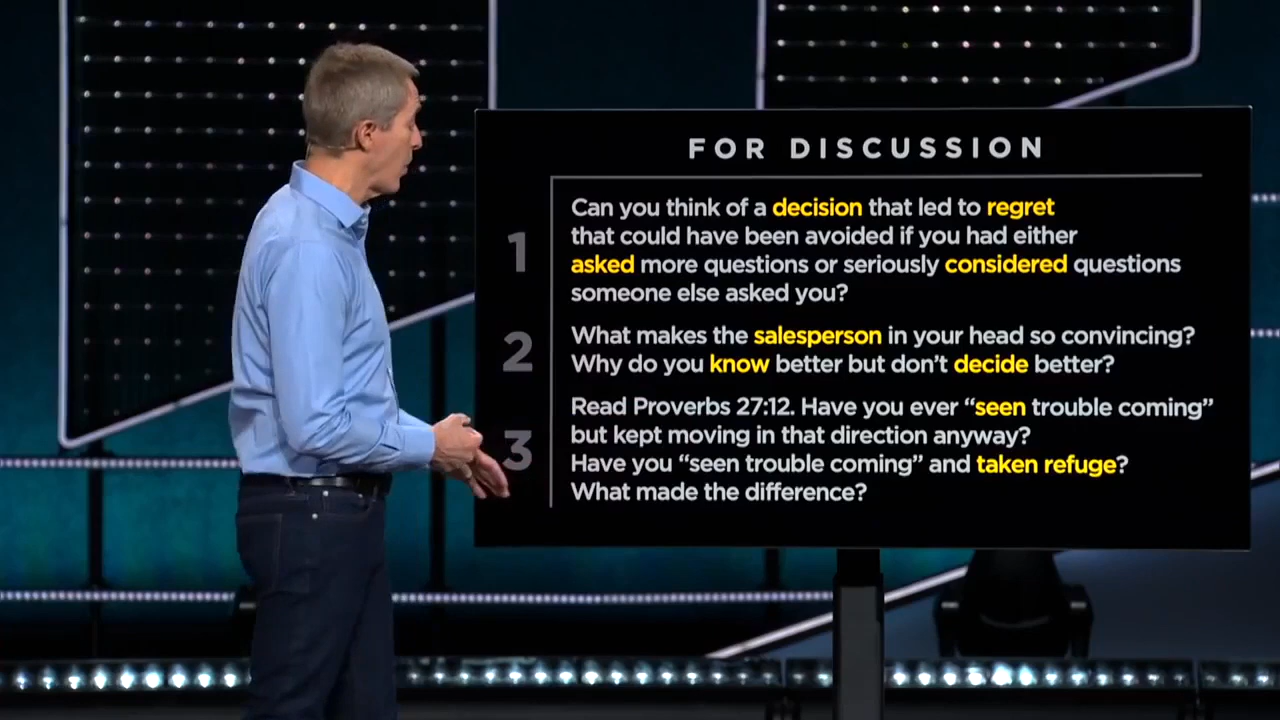 FOR DISCUSSION
1
Can you think of a decision that led to regret
that could have been avoided if you had either
asked more questions or seriously considered questions
someone else asked you?
2
What makes the salesperson in your head so convincing?
Why do you know better but don’t decide better?
3
Read Proverbs 27:12. Have you ever “seen trouble coming”
but kept moving in that direction anyway?
Have you “seen trouble coming” and taken refuge?
What made the difference?